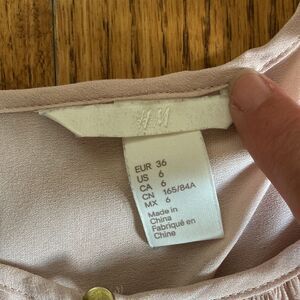 H&M
EUR 36
US 6
CA 6
CN 165/84A
MX 6
Made in
China
Fabriqué en
Chine